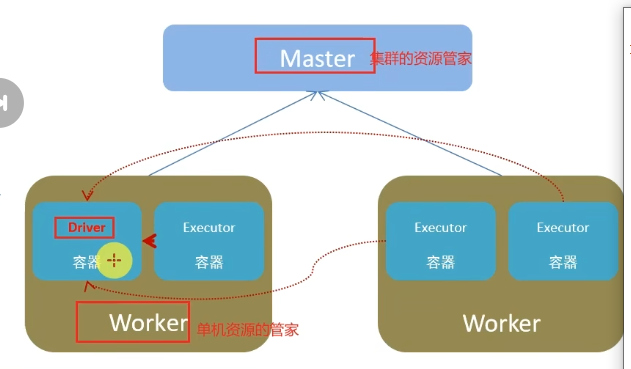 Master 集群的资源管家
Driver
容器
Executor
容器
Executor
容器
Executor
容器
Worker 单机资源的管家
Worker